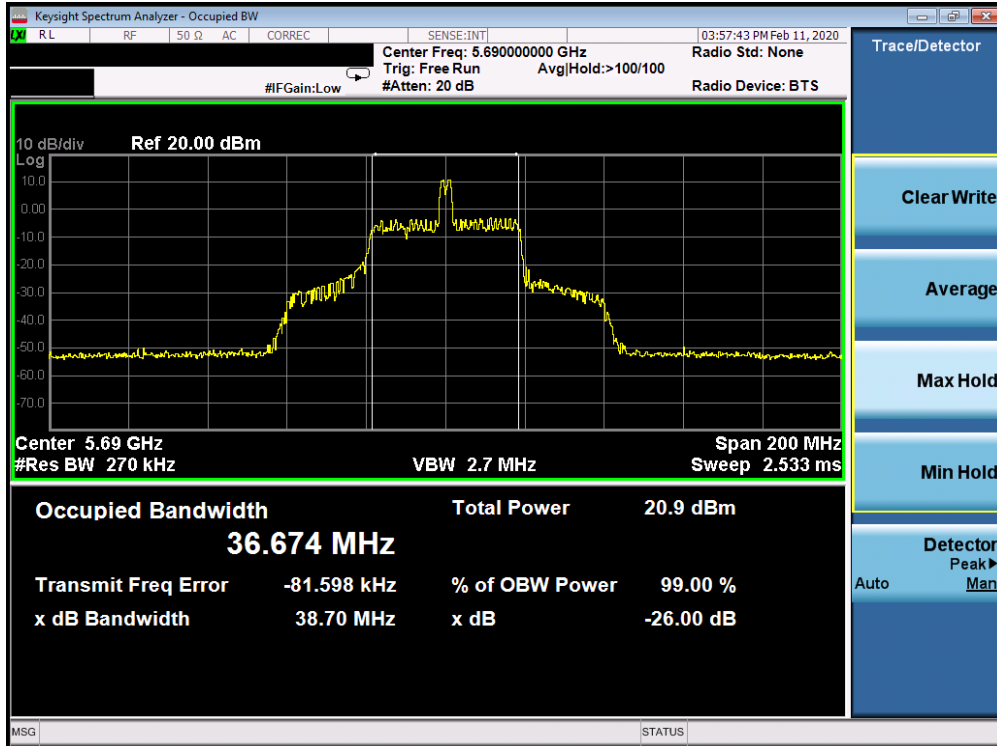 Keysight Spectrum Analyzer - Occupied BW
LXI RL RF 50 Ω AC CORREC SENSE:INT 03:57:43 PM Feb 11, 2020
Center Freq: 5.690000000 GHz Radio Std: None
Trig: Free Run Avg|Hold:>100/100
#IFGain:Low #Atten: 20 dB Radio Device: BTS
10 dB/div Ref 20.00 dBm
Log
10.0
0.00
-10.0
-20.0
-30.0
-40.0
-50.0
-60.0
-70.0
Center 5.69 GHz Span 200 MHz
#Res BW 270 kHz VBW 2.7 MHz Sweep 2.533 ms
Occupied Bandwidth Total Power 20.9 dBm
36.674 MHz
Transmit Freq Error -81.598 kHz % of OBW Power 99.00 %
x dB Bandwidth 38.70 MHz x dB -26.00 dB
MSG STATUS
Trace/Detector
Clear Write
Average
Max Hold
Min Hold
Detector
Peak▶
Auto Man